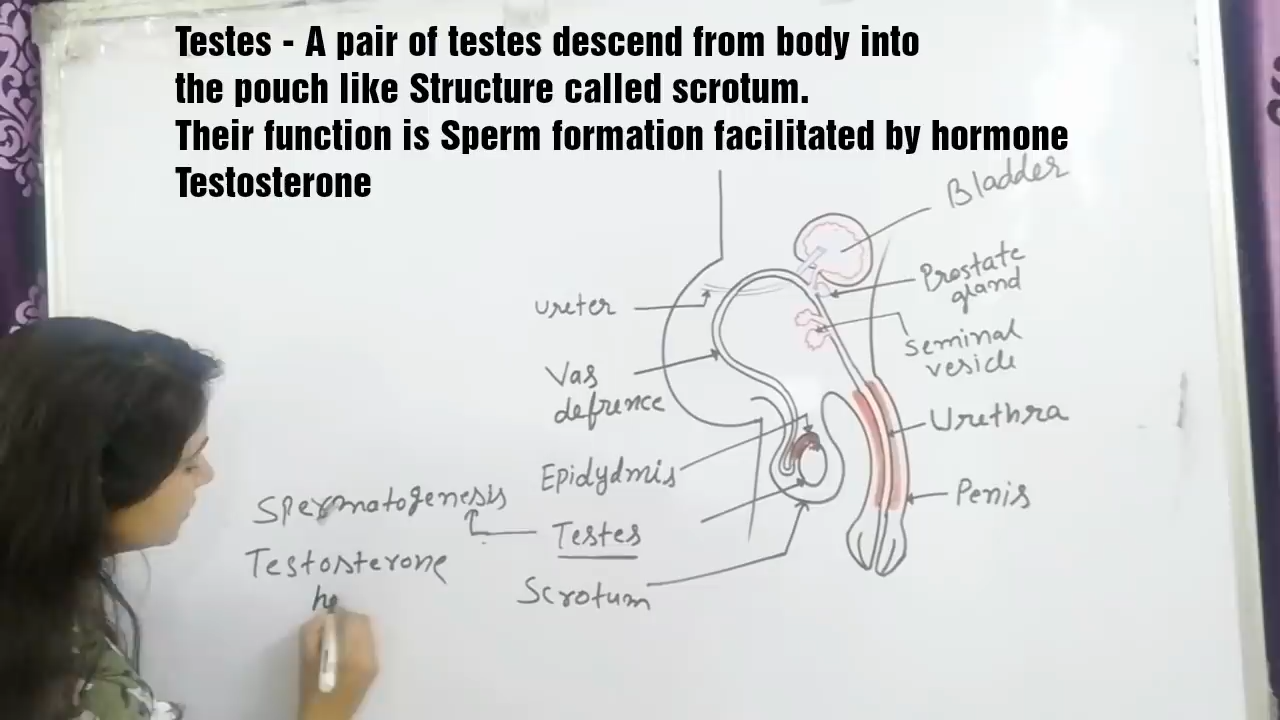 Testes - A pair of testes descend from body into
the pouch like Structure called scrotum.
Their function is Sperm formation facilitated by hormone
Testosterone
Bladder
Prostate
gland
ureter
Seminal
vesicle
Vas
defrence
Urethra
Epidydmis
Penis
Spermatogenesis
Testes
Testosterone
Scrotum
h